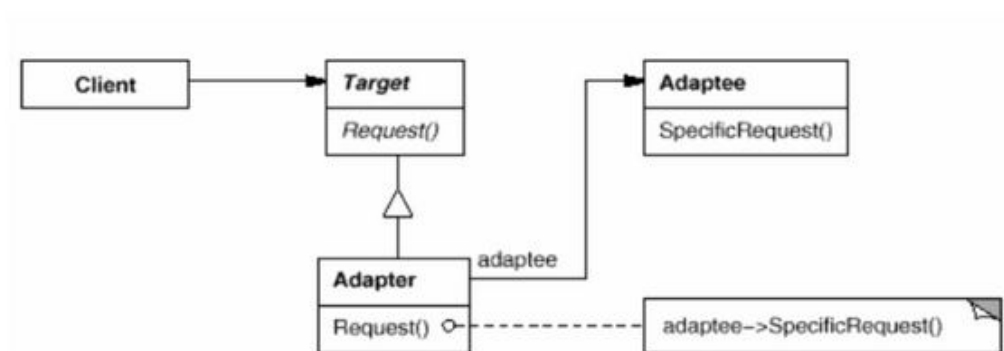 Client
Target
Request()
Adaptee
SpecificRequest()
adaptee
Adapter
Request()
adaptee->SpecificRequest()